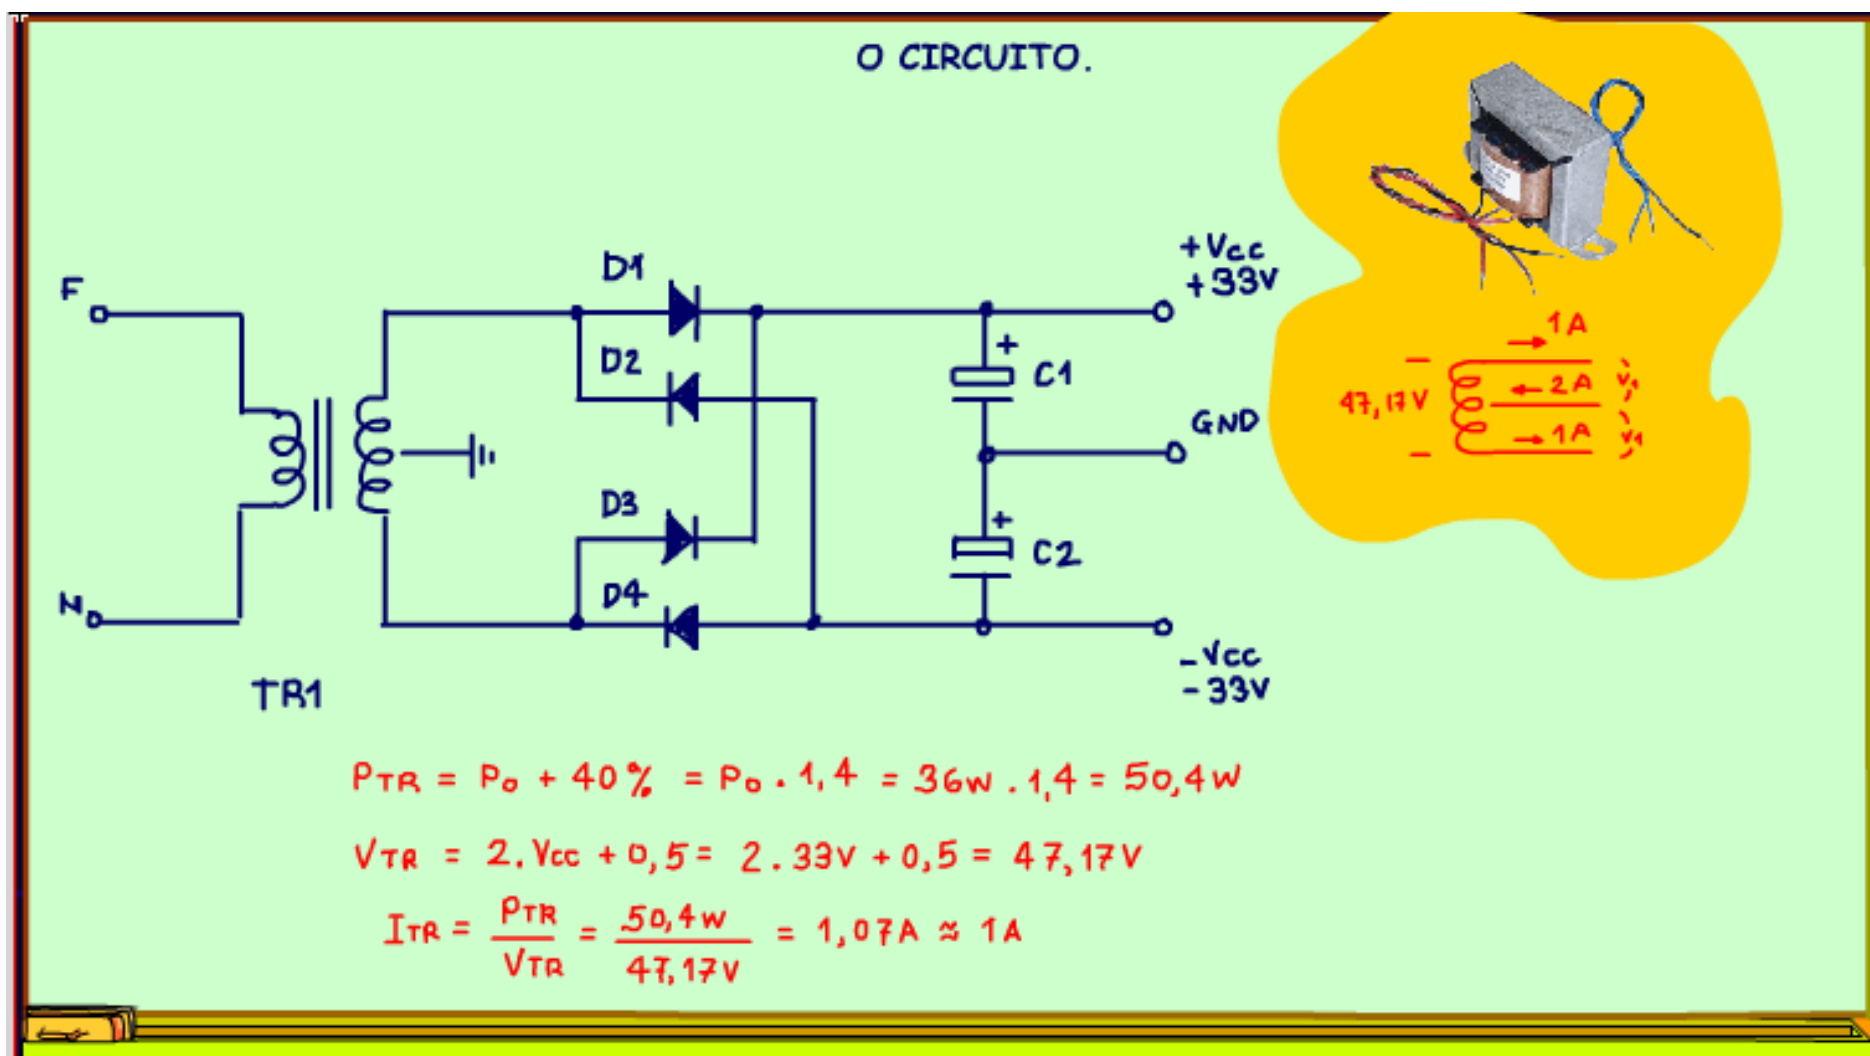 O CIRCUITO.
F
N
TR1
D1
D2
D3
D4
+
C1
+
C2
+Vcc
+33V
GND
-Vcc
-33V
1A
47,17V
2A
V1
1A
V1
PTR = Po + 40% = Po . 1,4 = 36W . 1,4 = 50,4W
VTR = 2.Vcc + 0,5 = 2.33V + 0,5 = 47,17V
ITR = PTR / VTR = 50,4W / 47,17V = 1,07A ≈ 1A